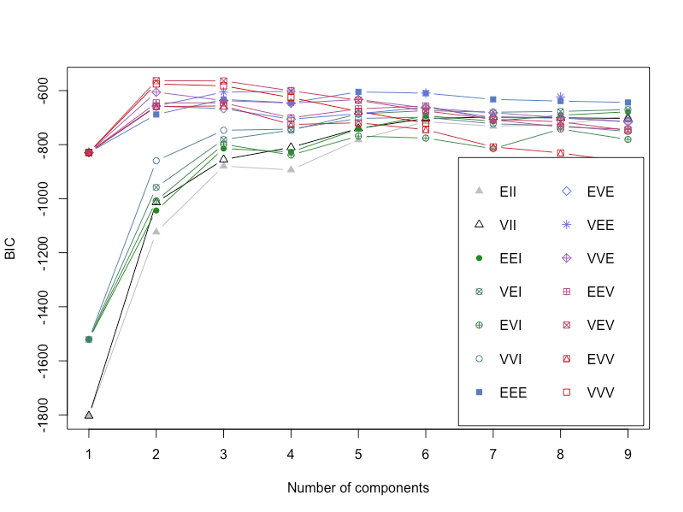 BIC
-600
-800
-1000
-1200
-1400
-1600
-1800
1 2 3 4 5 6 7 8 9
Number of components
EII EVE
VII VEE
EEI VVE
VEI EEV
EVI VEV
VVI EVV
EEE VVV